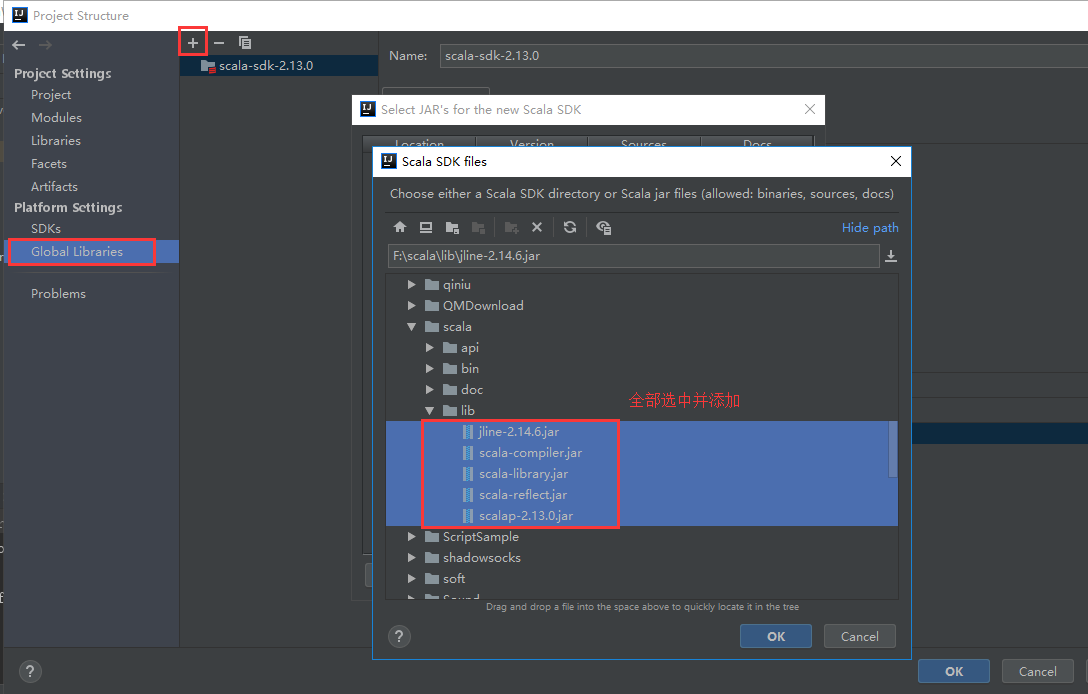 Project Structure
Project Settings
Project
Modules
Libraries
Facets
Artifacts
Platform Settings
SDKs
Global Libraries
Problems
scala-sdk-2.13.0
Name: scala-sdk-2.13.0
Select JAR's for the new Scala SDK
Location Version Sources Docs
Scala SDK files
Choose either a Scala SDK directory or Scala jar files (allowed: binaries, sources, docs)
Hide path
F:\scala\lib\jline-2.14.6.jar
qiniu
QMDownload
scala
api
bin
doc
lib
全部选中并添加
jline-2.14.6.jar
scala-compiler.jar
scala-library.jar
scala-reflect.jar
scalap-2.13.0.jar
ScriptSample
shadowsocks
soft
Sound
Drag and drop a file into the space above to quickly locate it in the tree
? OK Cancel
? OK Cancel